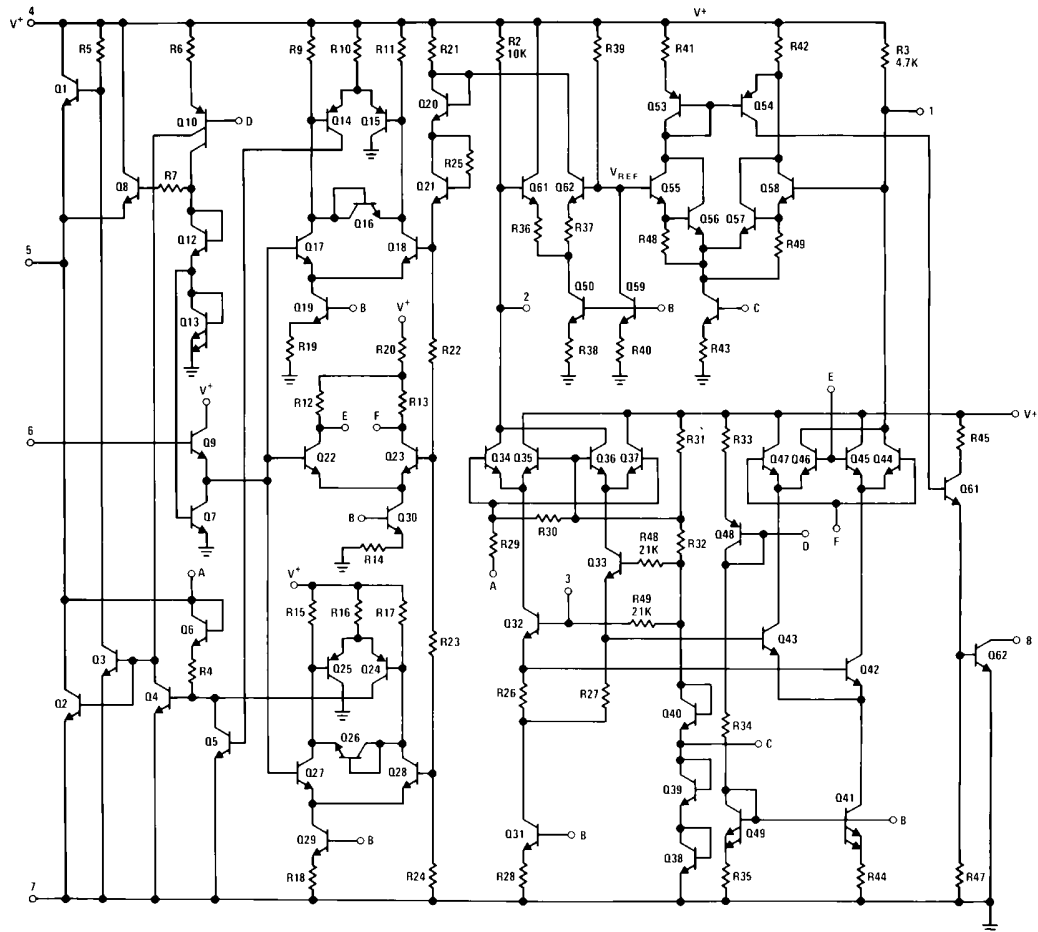 V+ 4
R5
R6
R9
R10
R11
R21
R2
10K
R39
V+
R41
R42
R3
4.7K
Q1
Q10
D
Q14
Q15
Q20
Q53
Q54
1
Q8
R7
R25
Q21
Q61
Q62
VREF
Q55
Q58
Q16
Q12
Q17
Q18
R36
R37
Q56
Q57
R48
R49
5
Q13
Q19
B
Q50
Q59
2
B
C
V+
R19
R20
R22
R38
R40
R43
E
V+
R12
R13
V+
6
E
F
R31
R33
R45
Q9
Q22
Q23
Q34
Q35
Q36
Q37
Q47
Q46
Q45
Q44
Q61
Q7
B
Q30
R30
R32
Q48
D
F
R14
R29
A
Q33
R48
21K
A
V+
3
R49
21K
Q6
R15
R16
R17
R23
Q32
Q43
Q3
R4
Q4
Q25
Q24
Q42
Q62
8
Q2
Q5
R26
R27
Q40
R34
C
Q26
Q27
Q28
Q39
Q29
B
Q31
B
Q38
Q49
Q41
B
R18
R24
R28
R35
R44
R47
7